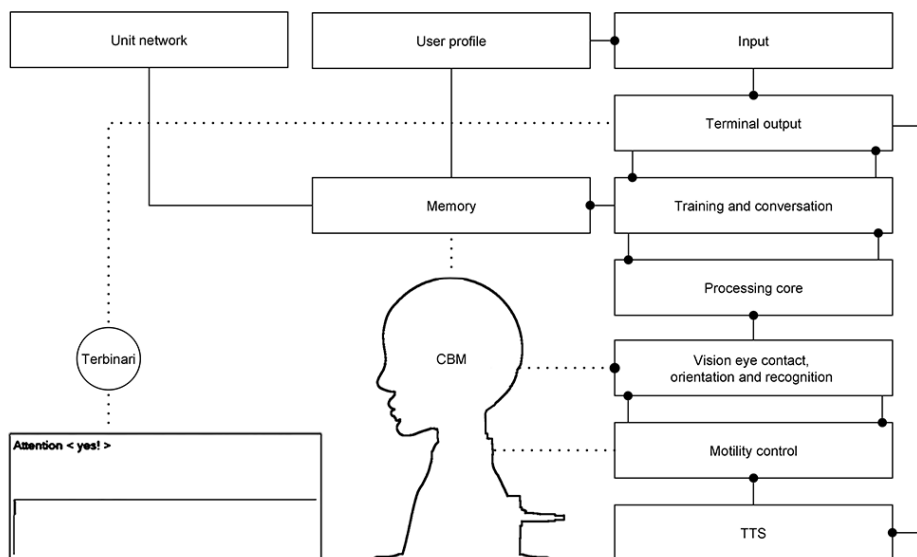 Unit network
User profile
Input
Terminal output
Memory
Training and conversation
Processing core
Terbinari
CBM
Vision eye contact,
orientation and recognition
Attention < yes! >
Motility control
TTS